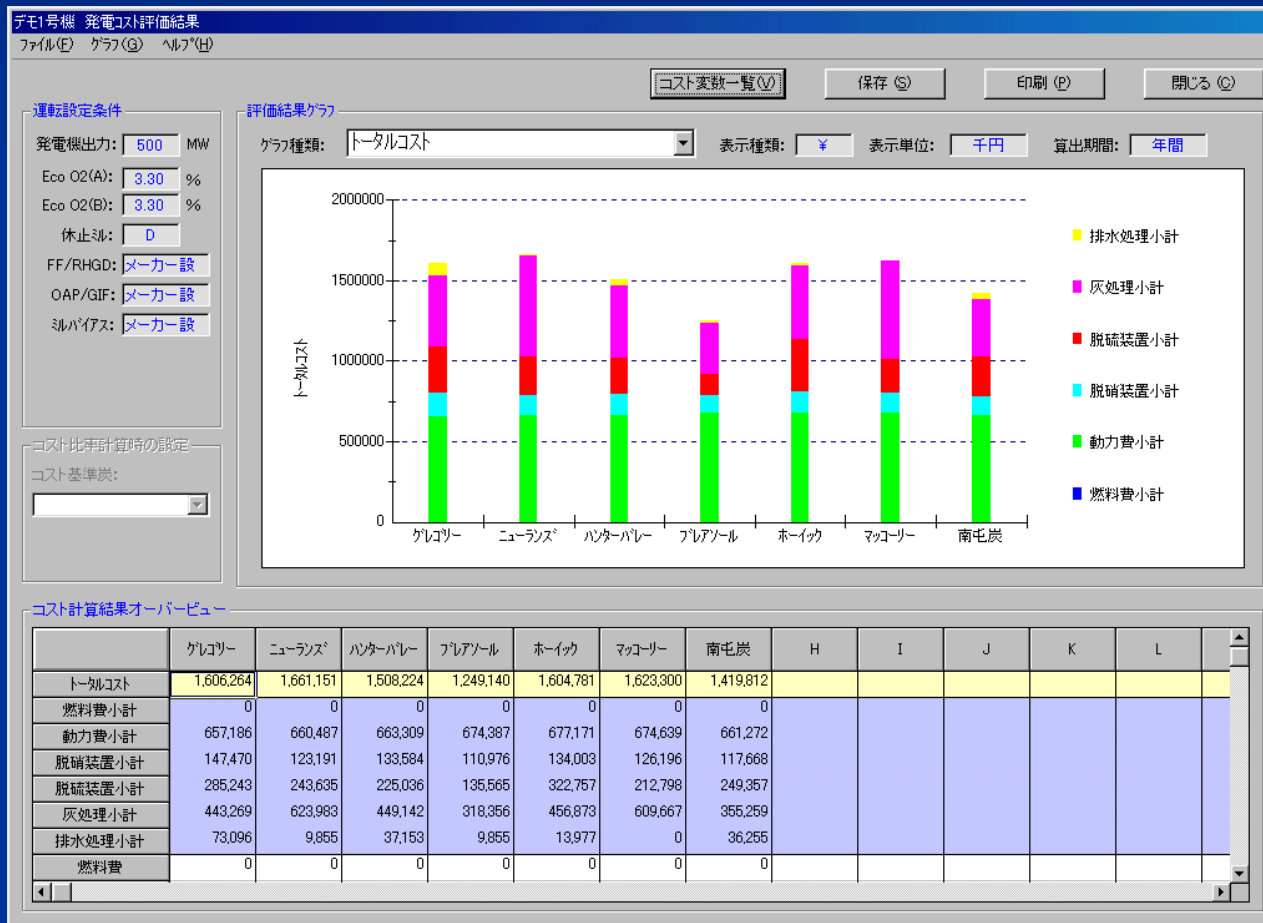 デモ1号機 発電コスト評価結果
ファイル(F) グラフ(G) ヘルプ(H)
コスト変数一覧(V) 保存 (S) 印刷 (P) 閉じる (C)
運転設定条件
発電機出力: 500 MW
Eco O2(A): 3.30 %
Eco O2(B): 3.30 %
休止ミル: D
FF/RHGD: メーカー設
OAP/GIF: メーカー設
ミルバイアス: メーカー設
コスト比率計算時の設定
コスト基準炭:
評価結果グラフ
グラフ種類: トータルコスト 表示種類: ¥ 表示単位: 千円 算出期間: 年間
トータルコスト
2000000
1500000
1000000
500000
0
グレゴリー ニューランズ ハンターバレー ブレアソール ホーイック マッコーリー 南屯炭
排水処理小計
灰処理小計
脱硫装置小計
脱硝装置小計
動力費小計
燃料費小計
コスト計算結果オーバービュー
グレゴリー ニューランズ ハンターバレー ブレアソール ホーイック マッコーリー 南屯炭 H I J K L
トータルコスト 1,606,264 1,661,151 1,508,224 1,249,140 1,604,781 1,623,300 1,419,812
燃料費小計 0 0 0 0 0 0 0
動力費小計 657,186 660,487 663,309 674,387 677,171 674,639 661,272
脱硝装置小計 147,470 123,191 133,584 110,976 134,003 126,196 117,668
脱硫装置小計 285,243 243,635 225,036 135,565 322,757 212,798 249,357
灰処理小計 443,269 623,983 449,142 318,356 456,873 609,667 355,259
排水処理小計 73,096 9,855 37,153 9,855 13,977 0 36,255
燃料費 0 0 0 0 0 0 0